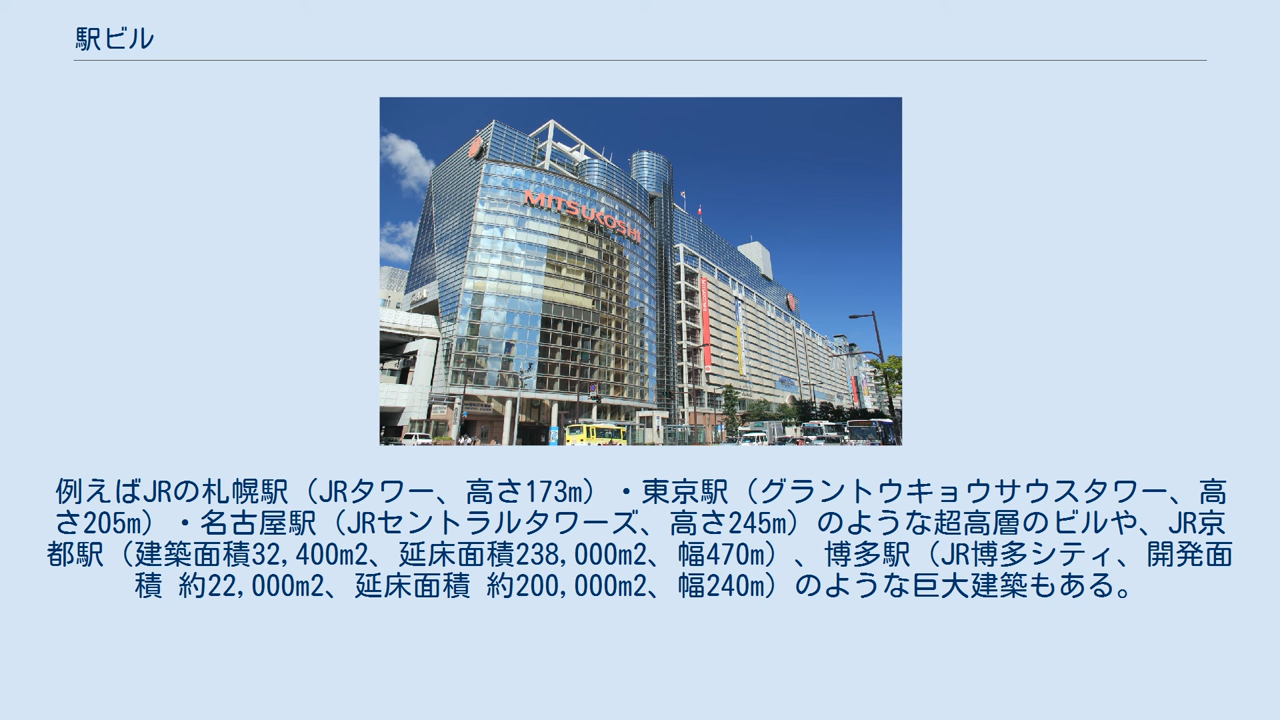 駅ビル
MITSUKOSHI
例えばJRの札幌駅（JRタワー、高さ173m）・東京駅（グラントウキョウサウスタワー、高
さ205m）・名古屋駅（JRセントラルタワーズ、高さ245m）のような超高層のビルや、JR京
都駅（建築面積32,400m2、延床面積238,000m2、幅470m）、博多駅（JR博多シティ、開発面
積 約22,000m2、延床面積 約200,000m2、幅240m）のような巨大建築もある。